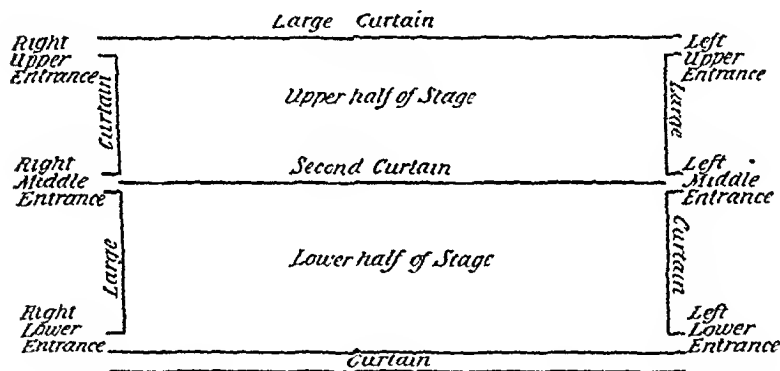 Large Curtain
Right
Upper
Entrance
Left
Upper
Entrance
Curtain
Upper half of Stage
Large
Right
Middle
Entrance
Second Curtain
Left
Middle
Entrance
Large
Lower half of Stage
Curtain
Right
Lower
Entrance
Left
Lower
Entrance
Curtain